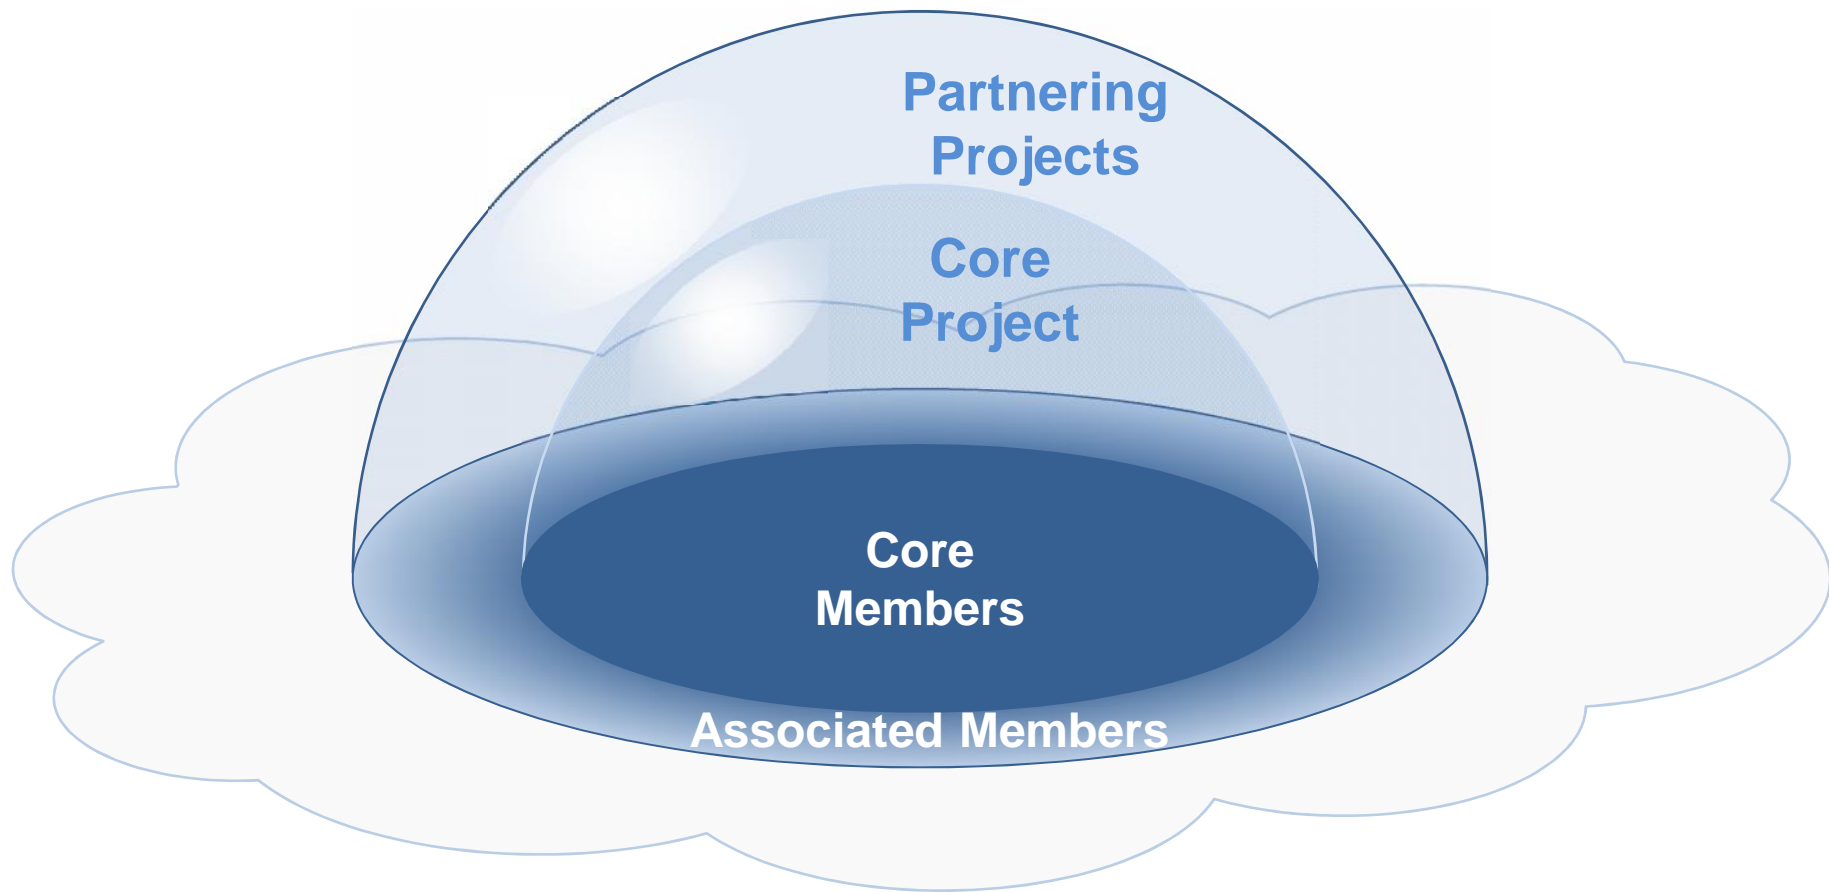 Partnering
Projects
Core
Project
Core
Members
Associated Members